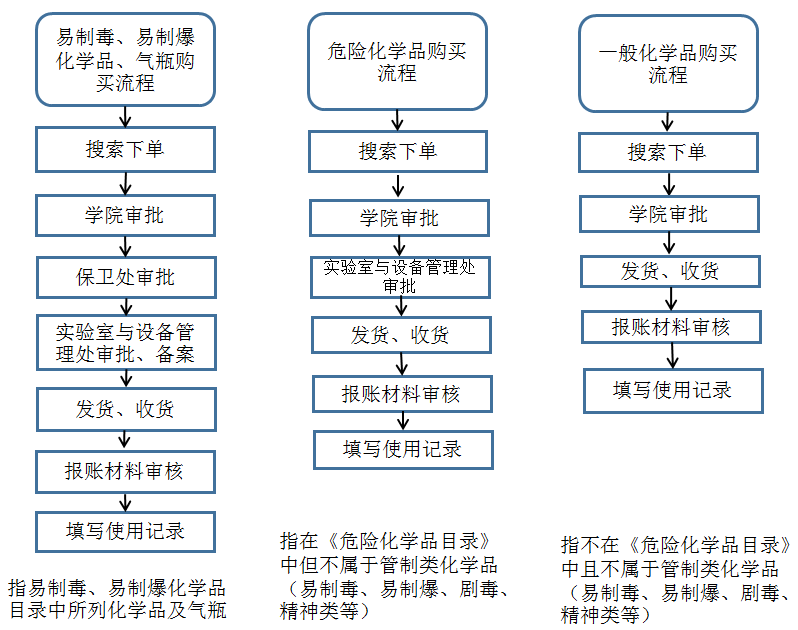 易制毒、易制爆
化学品、气瓶购
买流程
搜索下单
学院审批
保卫处审批
实验室与设备管
理处审批、备案
发货、收货
报账材料审核
填写使用记录
指易制毒、易制爆化学品
目录中所列化学品及气瓶
危险化学品购买
流程
搜索下单
学院审批
实验室与设备管理处
审批
发货、收货
报账材料审核
填写使用记录
指在《危险化学品目录》
中但不属于管制类化学品
（易制毒、易制爆、剧毒、
精神类等）
一般化学品购买
流程
搜索下单
学院审批
发货、收货
报账材料审核
填写使用记录
指不在《危险化学品目录》
中且不属于管制类化学品
（易制毒、易制爆、剧毒、
精神类等）